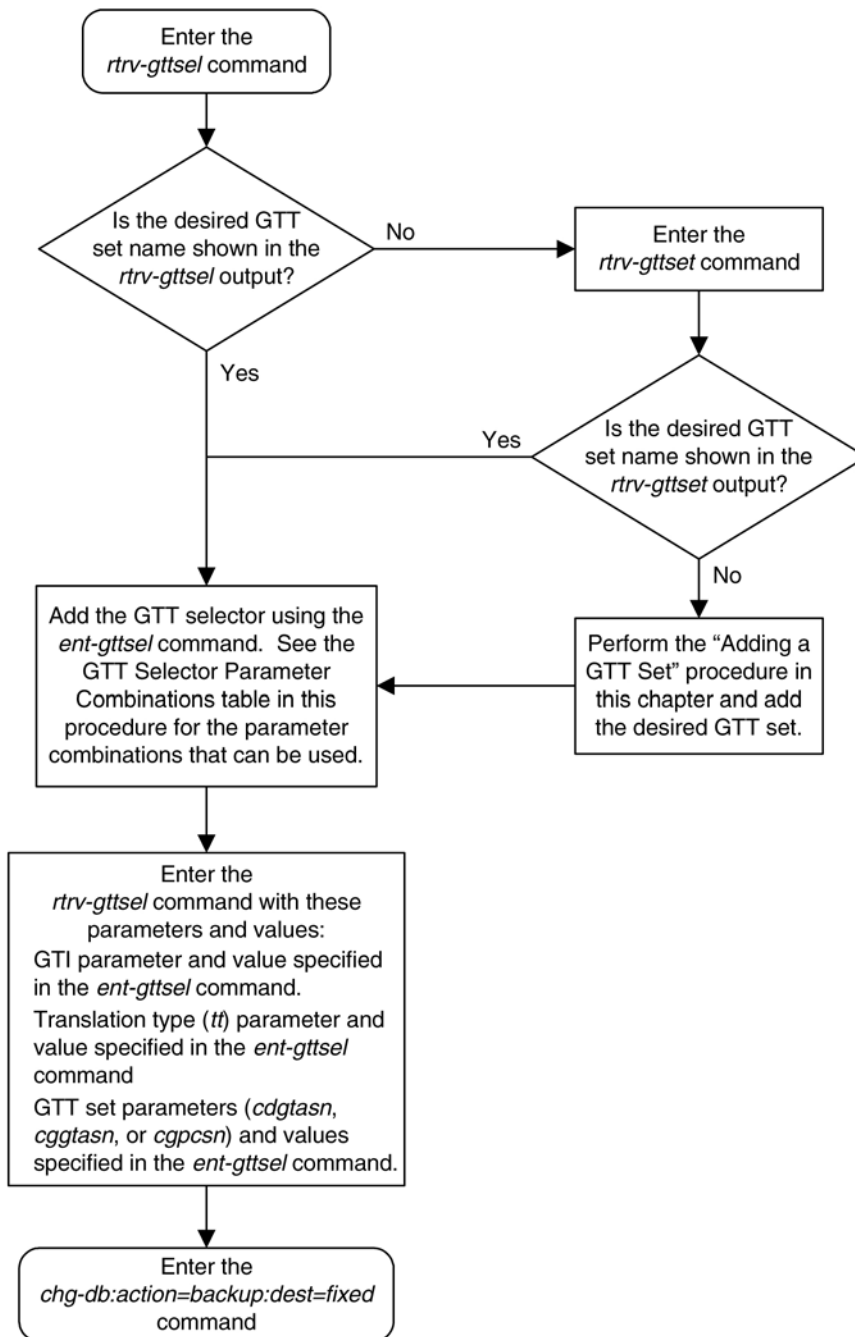 Enter the
rtrv-gttsel command
Is the desired GTT
set name shown in the
rtrv-gttsel output?
No
Enter the
rtrv-gttset command
Yes
Is the desired GTT
set name shown in the
rtrv-gttset output?
Yes
No
Add the GTT selector using the
ent-gttsel command. See the
GTT Selector Parameter
Combinations table in this
procedure for the parameter
combinations that can be used.
Perform the “Adding a
GTT Set” procedure in
this chapter and add
the desired GTT set.
Enter the
rtrv-gttsel command with these
parameters and values:
GTI parameter and value specified
in the ent-gttsel command.
Translation type (tt) parameter and
value specified in the ent-gttsel
command
GTT set parameters (cdgtasn,
cggtasn, or cgpcsn) and values
specified in the ent-gttsel command.
Enter the
chg-db:action=backup:dest=fixed
command